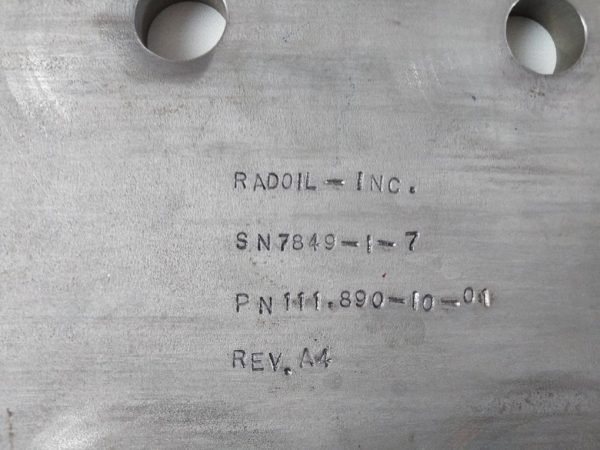 RADOIL-INC.
SN7849-1-7
PN111.890-10-01
REV.A4